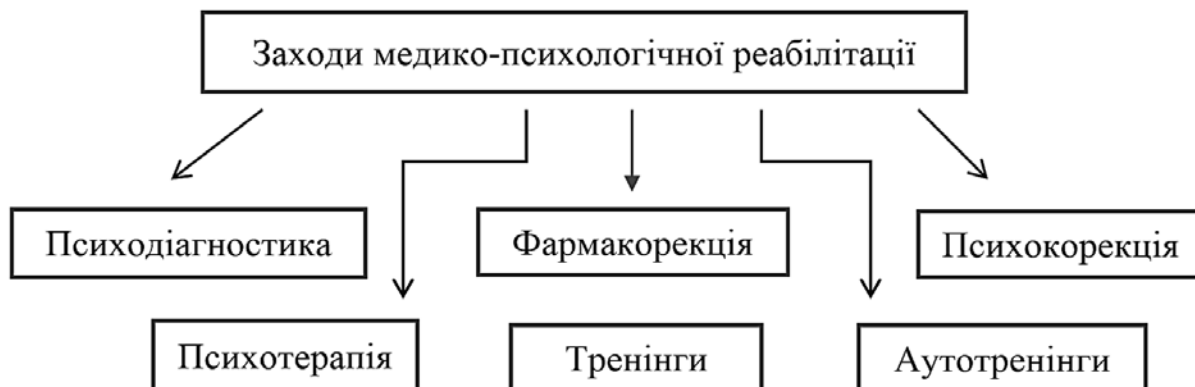 Заходи медико-психологічної реабілітації
Психодіагностика
Фармакорекція
Психокорекція
Психотерапія
Тренінги
Аутотренінги